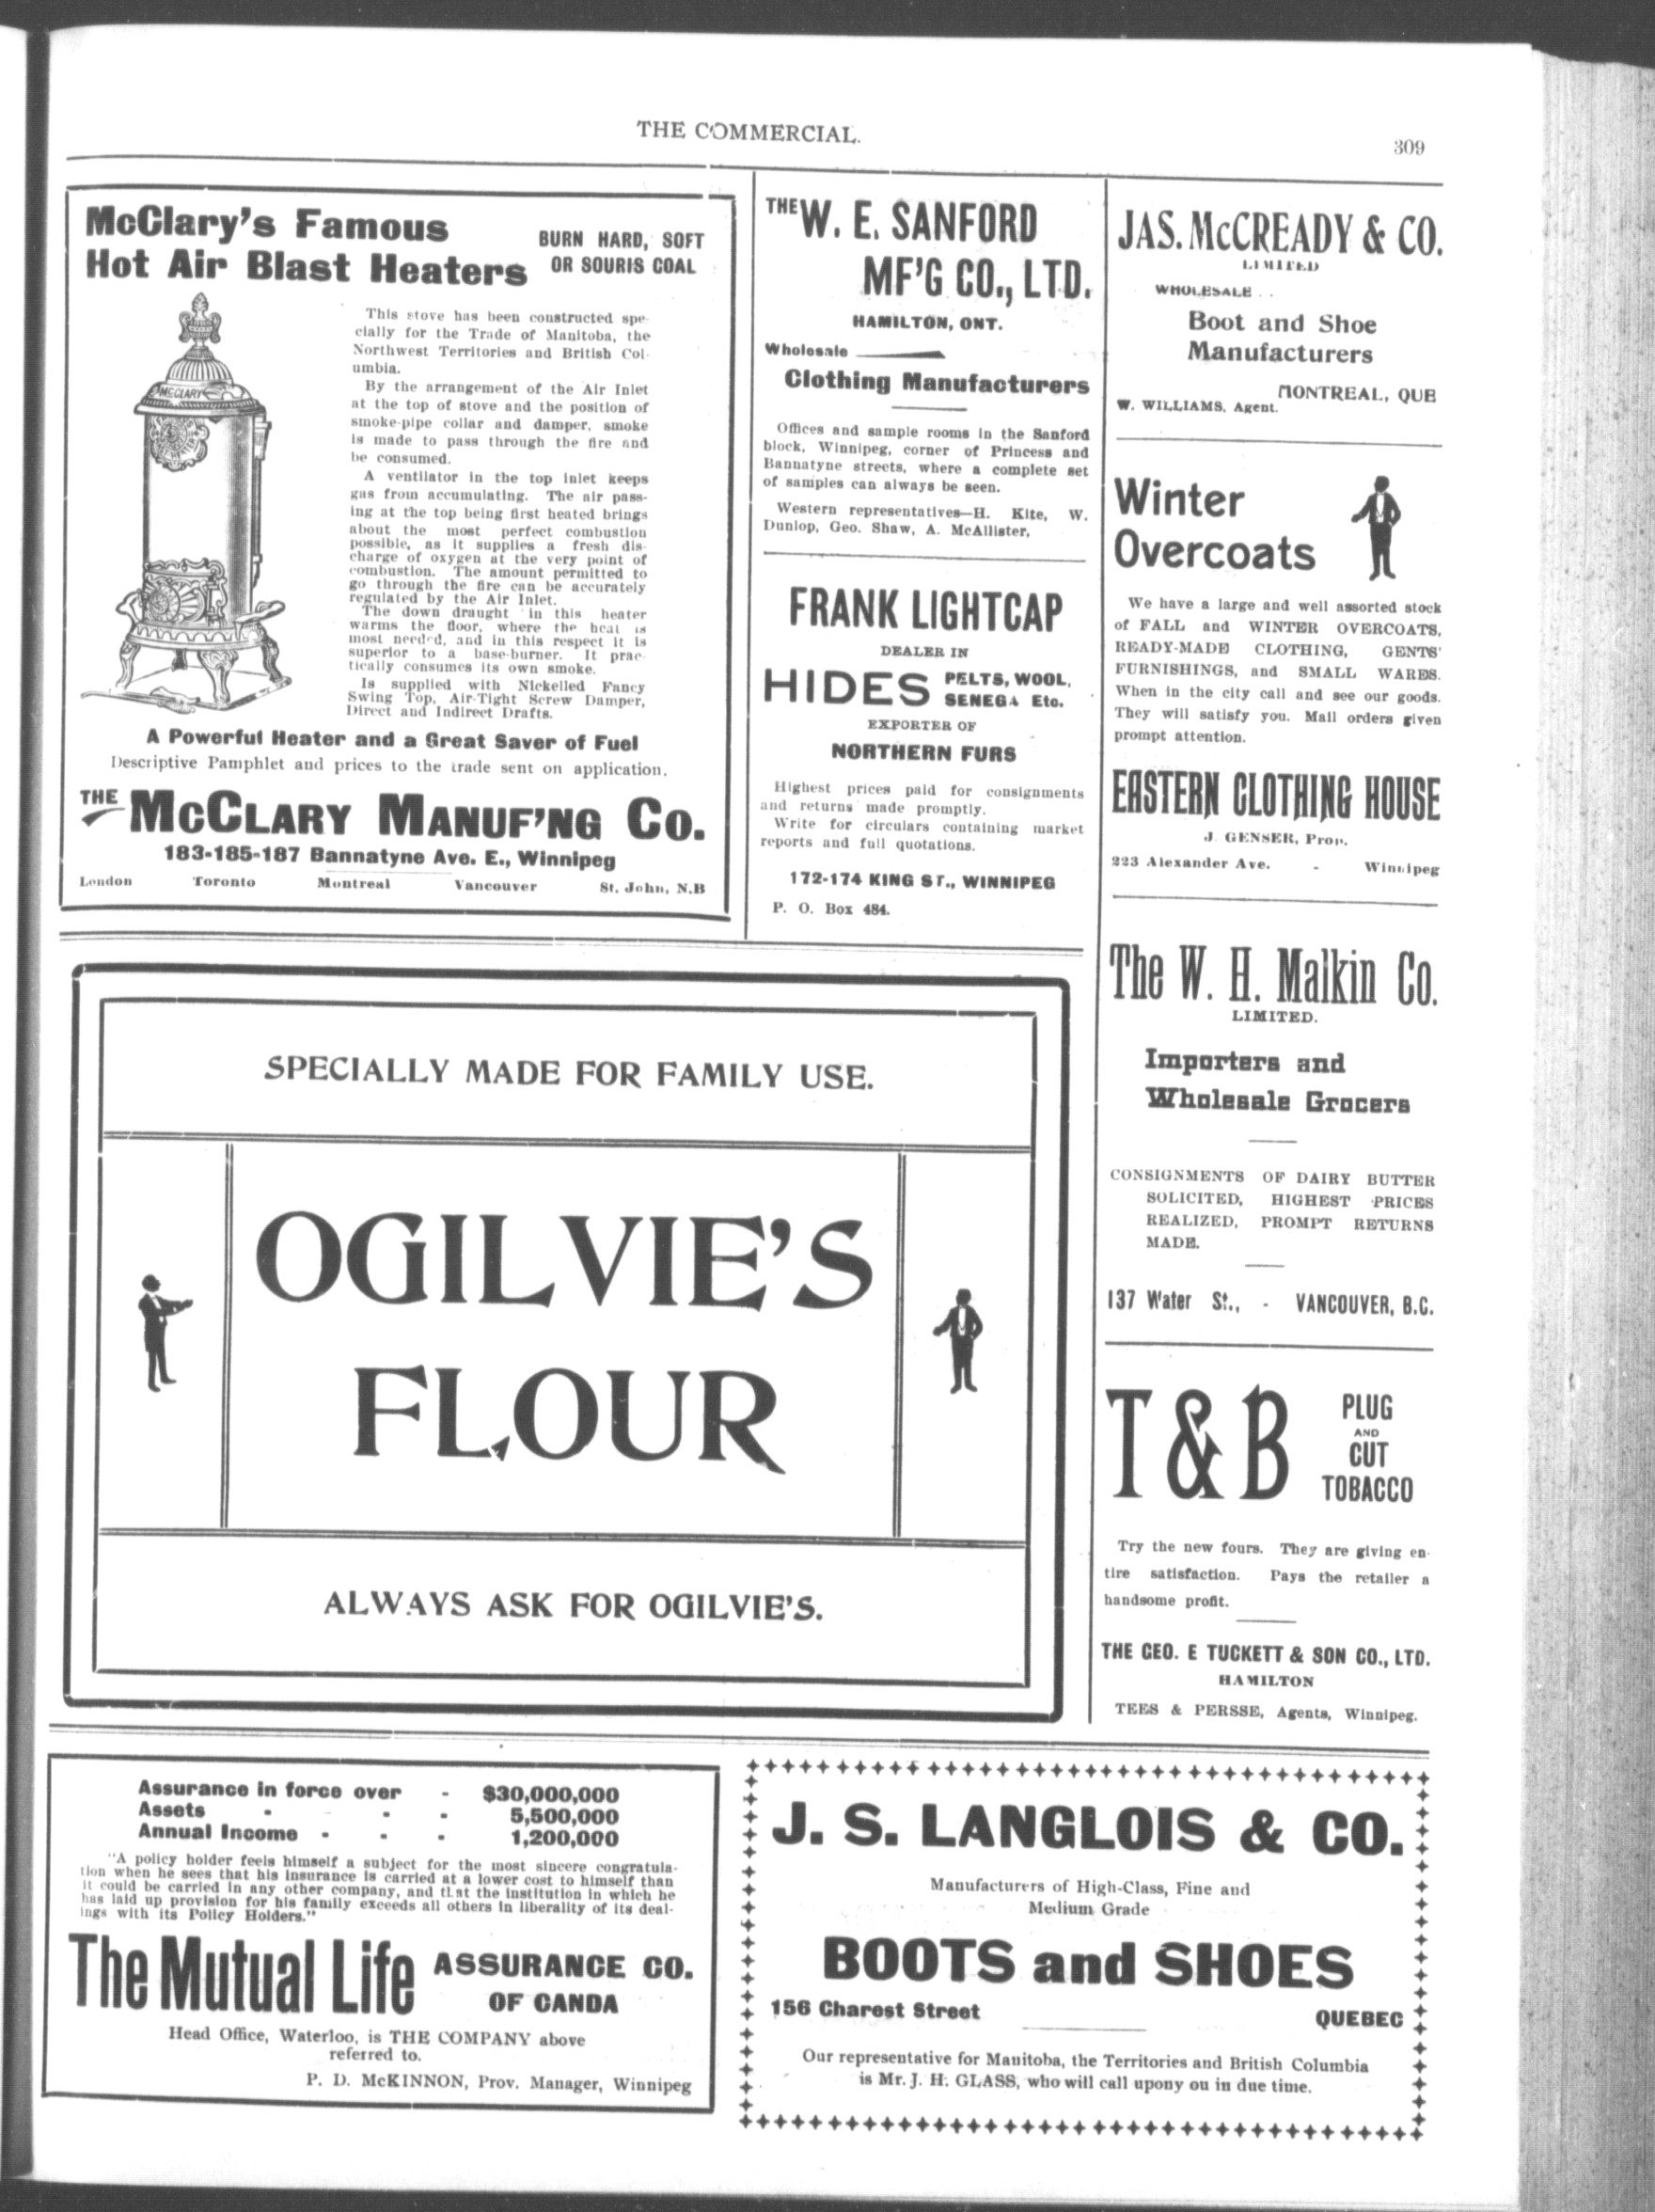 THE COMMERCIAL.
309
McClary's Famous
Hot Air Blast Heaters
BURN HARD, SOFT
OR SOURIS COAL
McCLARY
This stove has been constructed spe-
cially for the Trade of Manitoba, the
Northwest Territories and British Col-
umbia.
By the arrangement of the Air Inlet
at the top of stove and the position of
smoke-pipe collar and damper, smoke
is made to pass through the fire and
be consumed.
A ventilator in the top inlet keeps
gas from accumulating. The air pass-
ing at the top being first heated brings
about the most perfect combustion
possible, as it supplies a fresh dis-
charge of oxygen at the very point of
combustion. The amount permitted to
go through the fire can be accurately
regulated by the Air Inlet.
The down draught in this heater
warms the floor, where the heat is
most needed, and in this respect it is
superior to a base-burner. It prac-
tically consumes its own smoke.
Is supplied with Nickelled Fancy
Swing Top, Air-Tight Screw Damper,
Direct and Indirect Drafts.
A Powerful Heater and a Great Saver of Fuel
Descriptive Pamphlet and prices to the trade sent on application.
THE McCLARY MANUF'NG Co.
183-185-187 Bannatyne Ave. E., Winnipeg
London Toronto Montreal Vancouver St. John, N.B
THE W. E. SANFORD
MF'G CO., LTD.
HAMILTON, ONT.
Wholesale
Clothing Manufacturers
Offices and sample rooms in the Sanford
block, Winnipeg, corner of Princess and
Bannatyne streets, where a complete set
of samples can always be seen.
Western representatives—H. Kite, W.
Dunlop, Geo. Shaw, A. McAllister,
FRANK LIGHTCAP
DEALER IN
HIDES PELTS, WOOL,
SENEGA Etc.
EXPORTER OF
NORTHERN FURS
Highest prices paid for consignments
and returns made promptly.
Write for circulars containing market
reports and full quotations.
172-174 KING ST., WINNIPEG
P. O. Box 484.
JAS. McCREADY & CO.
LIMITED
WHOLESALE . .
Boot and Shoe
Manufacturers
MONTREAL, QUE
W. WILLIAMS, Agent.
Winter
Overcoats
We have a large and well assorted stock
of FALL and WINTER OVERCOATS,
READY-MADE CLOTHING, GENTS'
FURNISHINGS, and SMALL WARES.
When in the city call and see our goods.
They will satisfy you. Mail orders given
prompt attention.
EASTERN CLOTHING HOUSE
J. GENSER, Prop.
223 Alexander Ave. - Winnipeg
The W. H. Malkin Co.
LIMITED.
Importers and
Wholesale Grocers
CONSIGNMENTS OF DAIRY BUTTER
SOLICITED, HIGHEST PRICES
REALIZED, PROMPT RETURNS
MADE.
137 Water St., - VANCOUVER, B.C.
T & B
PLUG
AND
CUT
TOBACCO
Try the new fours. They are giving en-
tire satisfaction. Pays the retailer a
handsome profit.
THE GEO. E TUCKETT & SON CO., LTD.
HAMILTON
TEES & PERSSE, Agents, Winnipeg.
SPECIALLY MADE FOR FAMILY USE.
OGILVIE'S
FLOUR
ALWAYS ASK FOR OGILVIE'S.
Assurance in force over - $30,000,000
Assets - - - 5,500,000
Annual Income - - - 1,200,000
"A policy holder feels himself a subject for the most sincere congratula-
tion when he sees that his insurance is carried at a lower cost to himself than
it could be carried in any other company, and that the institution in which he
has laid up provision for his family exceeds all others in liberality of its deal-
ings with its Policy Holders."
The Mutual Life ASSURANCE CO.
OF CANDA
Head Office, Waterloo, is THE COMPANY above
referred to.
P. D. McKINNON, Prov. Manager, Winnipeg
J. S. LANGLOIS & CO.
Manufacturers of High-Class, Fine and
Medium Grade
BOOTS and SHOES
156 Charest Street
QUEBEC
Our representative for Manitoba, the Territories and British Columbia
is Mr. J. H. GLASS, who will call upony ou in due time.